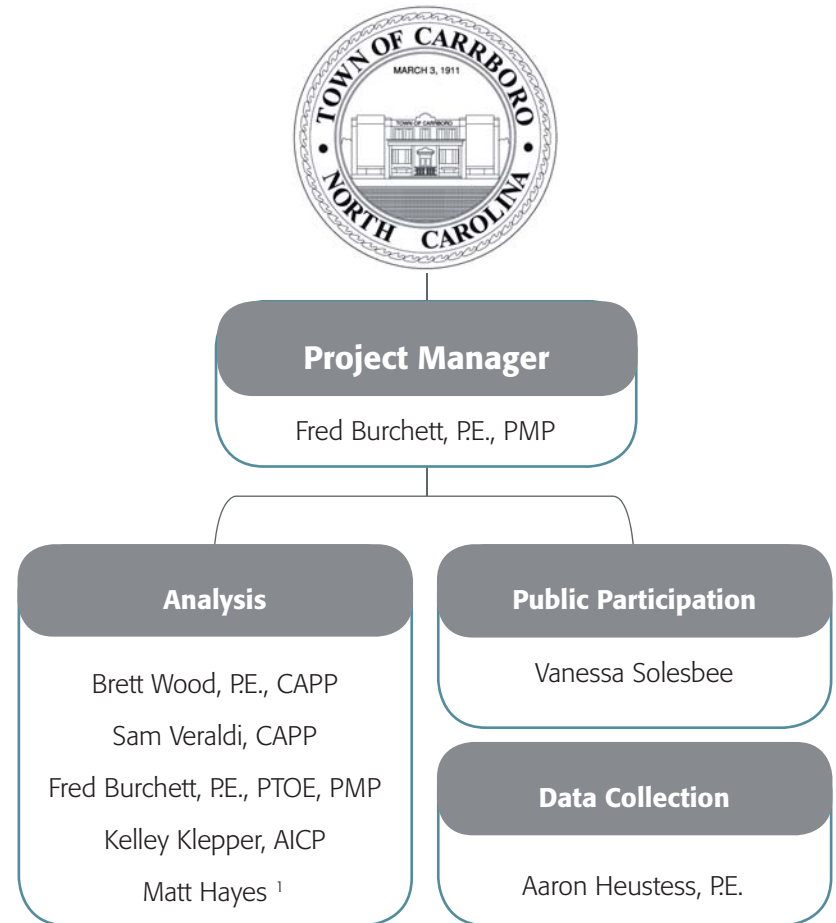 TOWN OF CARRBORO
MARCH 3, 1911
TOWN OF CARRBORO
NORTH CAROLINA
Project Manager
Fred Burchett, P.E., PMP
Analysis
Brett Wood, P.E., CAPP
Sam Veraldi, CAPP
Fred Burchett, P.E., PTOE, PMP
Kelley Klepper, AICP
Matt Hayes 1
Public Participation
Vanessa Solesbee
Data Collection
Aaron Heustess, P.E.